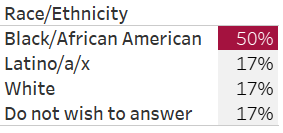 Race/Ethnicity
Black/African American 50%
Latino/a/x 17%
White 17%
Do not wish to answer 17%